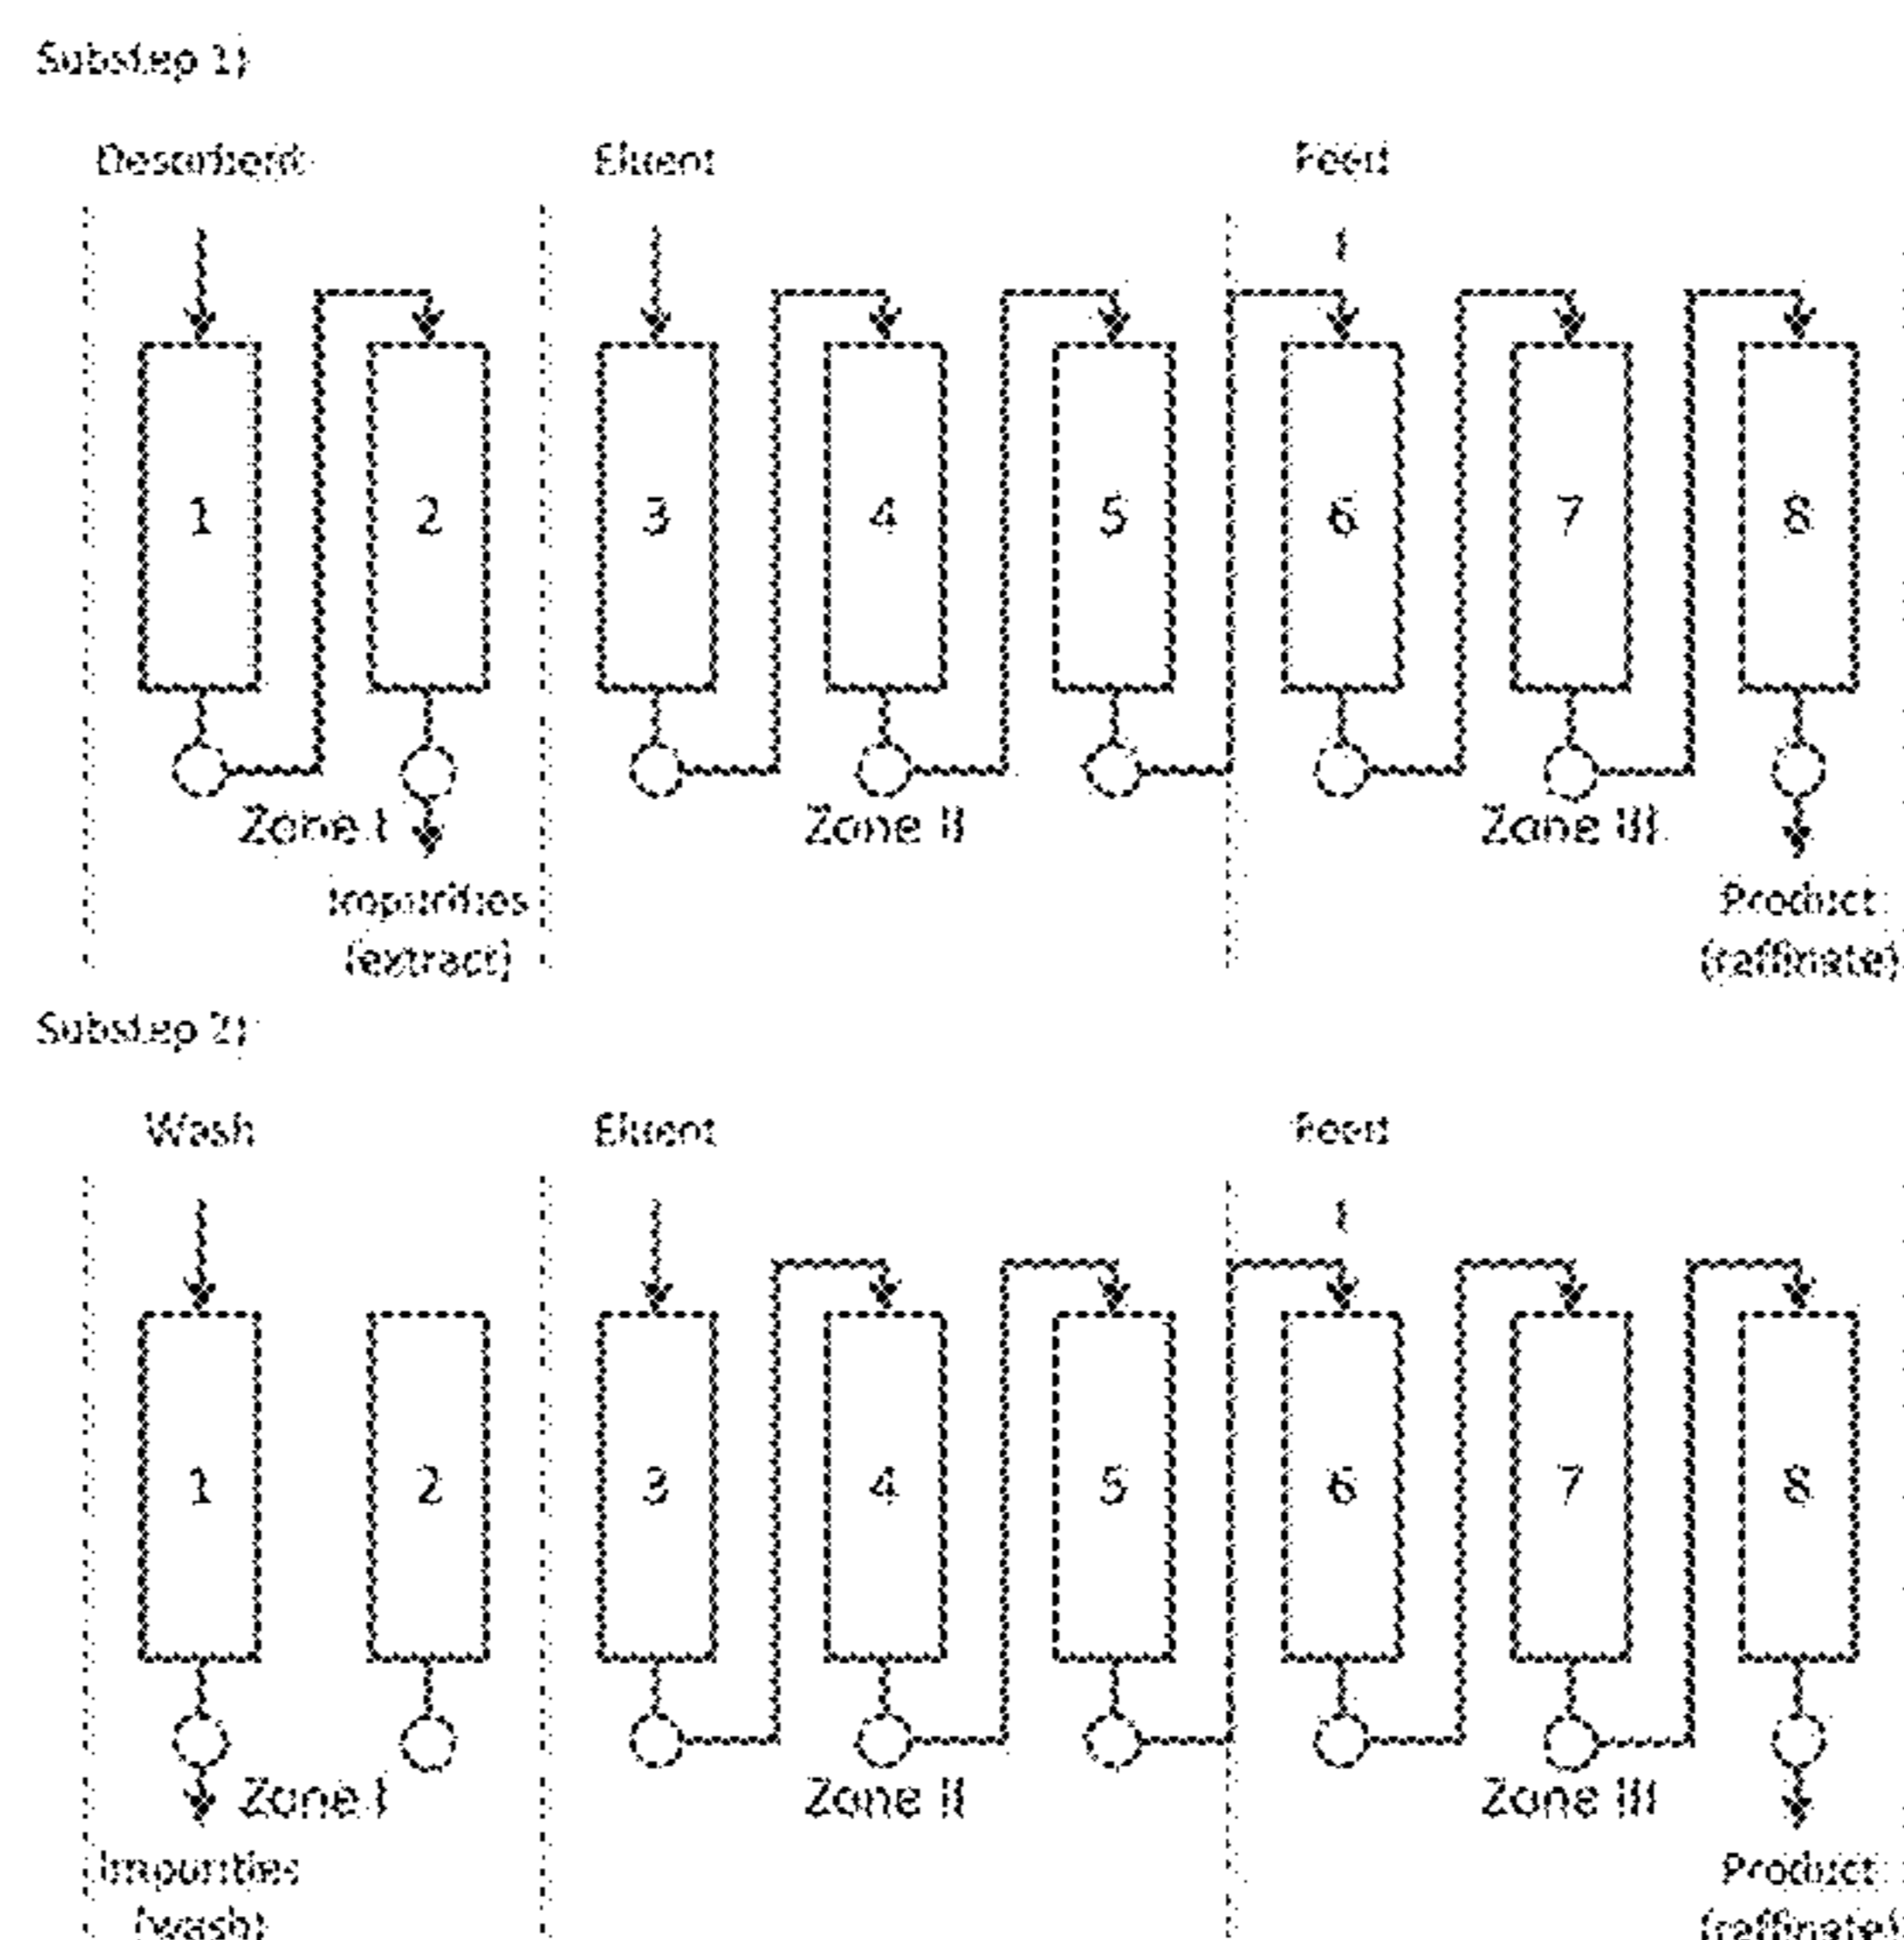 Substep 1)
Desorbent Eluent Feed
1 2 3 4 5 6 7 8
Zone I Zone II Zone III
Impurities Product
(extract) (raffinate)
Substep 2)
Wash Eluent Feed
1 2 3 4 5 6 7 8
Zone I Zone II Zone III
Impurities Product
(wash) (raffinate)